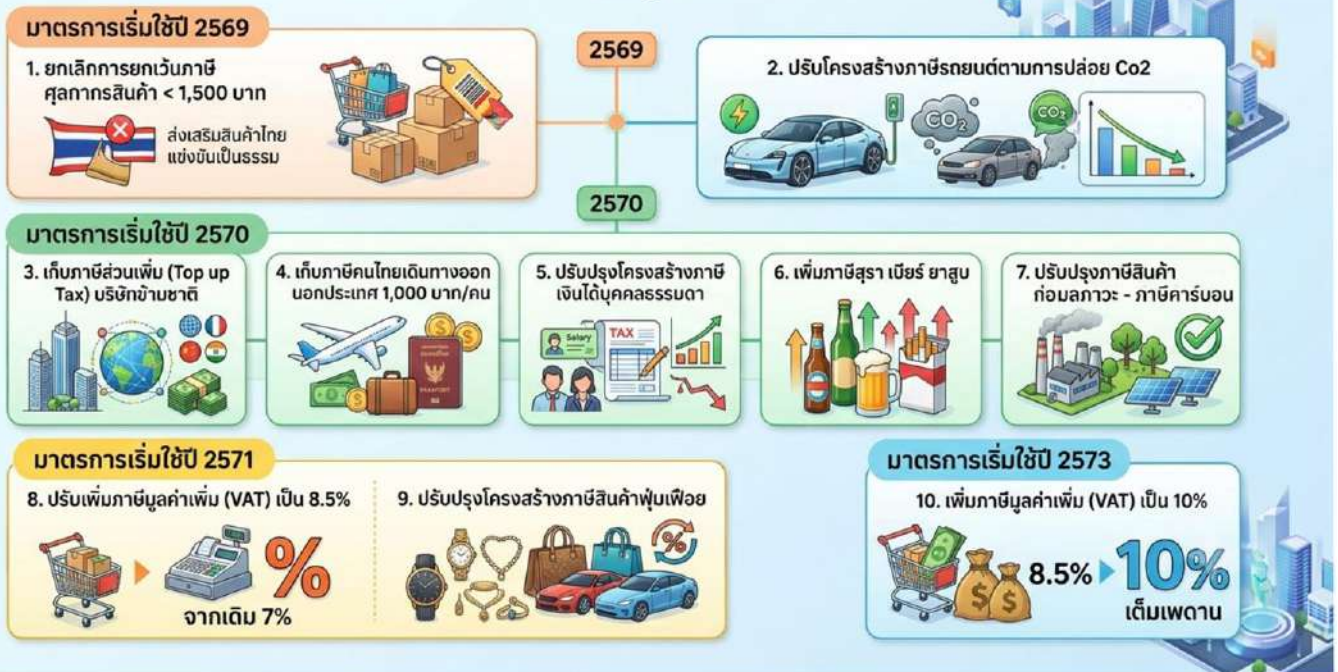 มาตรการเริ่มใช้ปี 2569
1. ยกเลิกการยกเว้นภาษี
ศุลกากรสินค้า < 1,500 บาท
ส่งเสริมสินค้าไทย
แข่งขันเป็นธรรม
2569
2. ปรับโครงสร้างภาษีรถยนต์ตามการปล่อย Co2
CO2
CO2
2570
มาตรการเริ่มใช้ปี 2570
3. เก็บภาษีส่วนเพิ่ม (Top up
Tax) บริษัทข้ามชาติ
4. เก็บภาษีคนไทยเดินทางออก
นอกประเทศ 1,000 บาท/คน
5. ปรับปรุงโครงสร้างภาษี
เงินได้บุคคลธรรมดา
Salary
TAX
6. เพิ่มภาษีสุรา เบียร์ ยาสูบ
7. ปรับปรุงภาษีสินค้า
ก่อมลภาวะ - ภาษีคาร์บอน
มาตรการเริ่มใช้ปี 2571
8. ปรับเพิ่มภาษีมูลค่าเพิ่ม (VAT) เป็น 8.5%
%
จากเดิม 7%
9. ปรับปรุงโครงสร้างภาษีสินค้าฟุ่มเฟือย
%
มาตรการเริ่มใช้ปี 2573
10. เพิ่มภาษีมูลค่าเพิ่ม (VAT) เป็น 10%
8.5% 10%
เต็มเพดาน